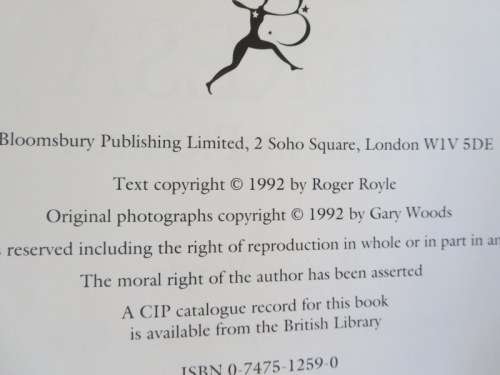 Bloomsbury Publishing Limited, 2 Soho Square, London W1V 5DE
Text copyright © 1992 by Roger Royle
Original photographs copyright © 1992 by Gary Woods
reserved including the right of reproduction in whole or in part in
The moral right of the author has been asserted
A CIP catalogue record for this book
is available from the British Library
ISBN 0-7475-1259-0